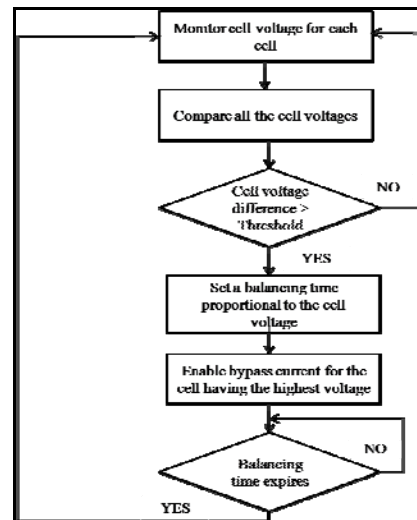 Monitor cell voltage for each
cell
Compare all the cell voltages
Cell voltage
difference >
Threshold
NO
YES
Set a balancing time
proportional to the cell
voltage
Enable bypass current for the
cell having the highest voltage
NO
Balancing
time expires
YES